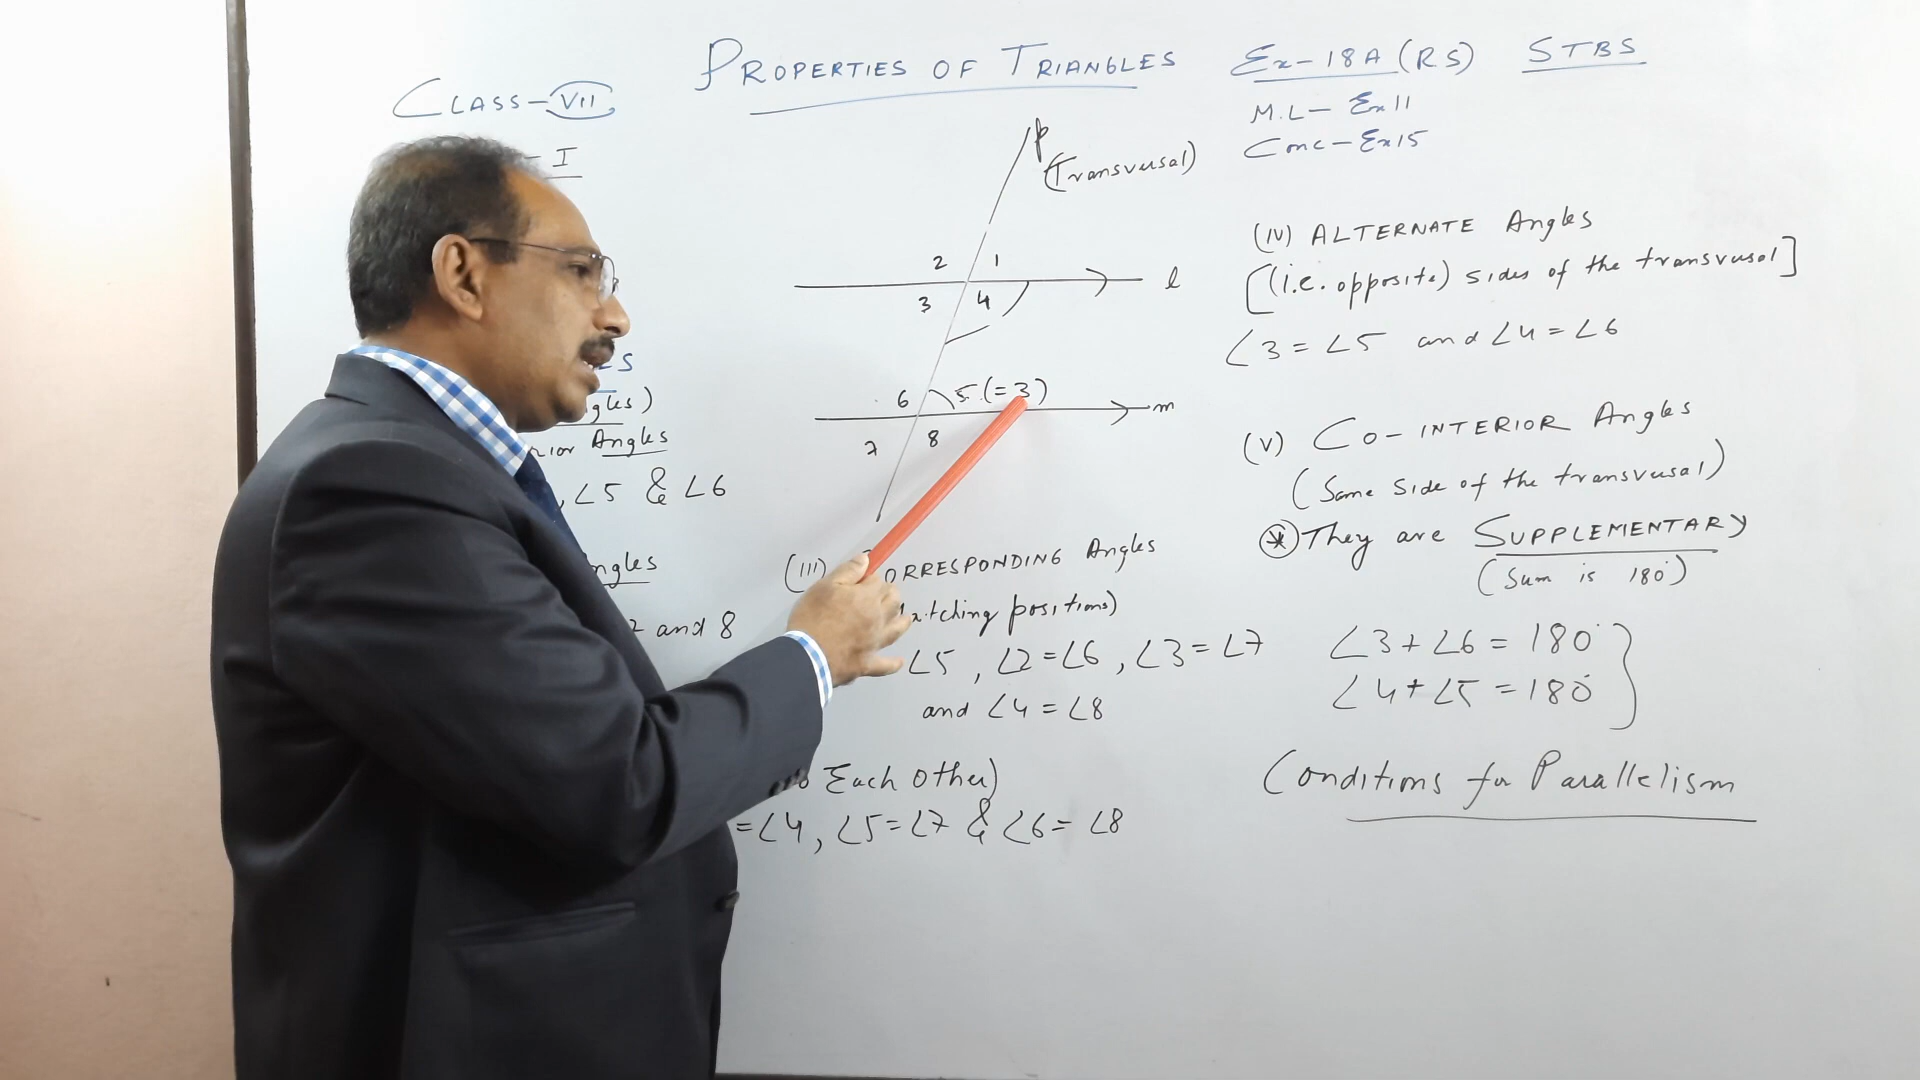 PROPERTIES OF TRIANGLES
Ex-18A (RS) STBS
CLASS-VII
M.L- Ex11
Conc-Ex15
- I
p
(Transversal)
2 1
l
3 4
6 5 (=3)
m
7 8
Angles
, ∠5 & ∠6
2 and 8
(III) CORRESPONDING Angles
positions)
∠5 , ∠2=∠6 , ∠3=∠7
and ∠4=∠8
Each other)
=∠4, ∠5=∠7 & ∠6=∠8
(IV) ALTERNATE Angles
[(i.e. opposite) sides of the transversal]
∠3=∠5 and ∠4=∠6
(V) CO-INTERIOR Angles
(Same Side of the transversal)
* They are SUPPLEMENTARY
(Sum is 180°)
∠3+∠6=180°
∠4+∠5=180°
Conditions for Parallelism